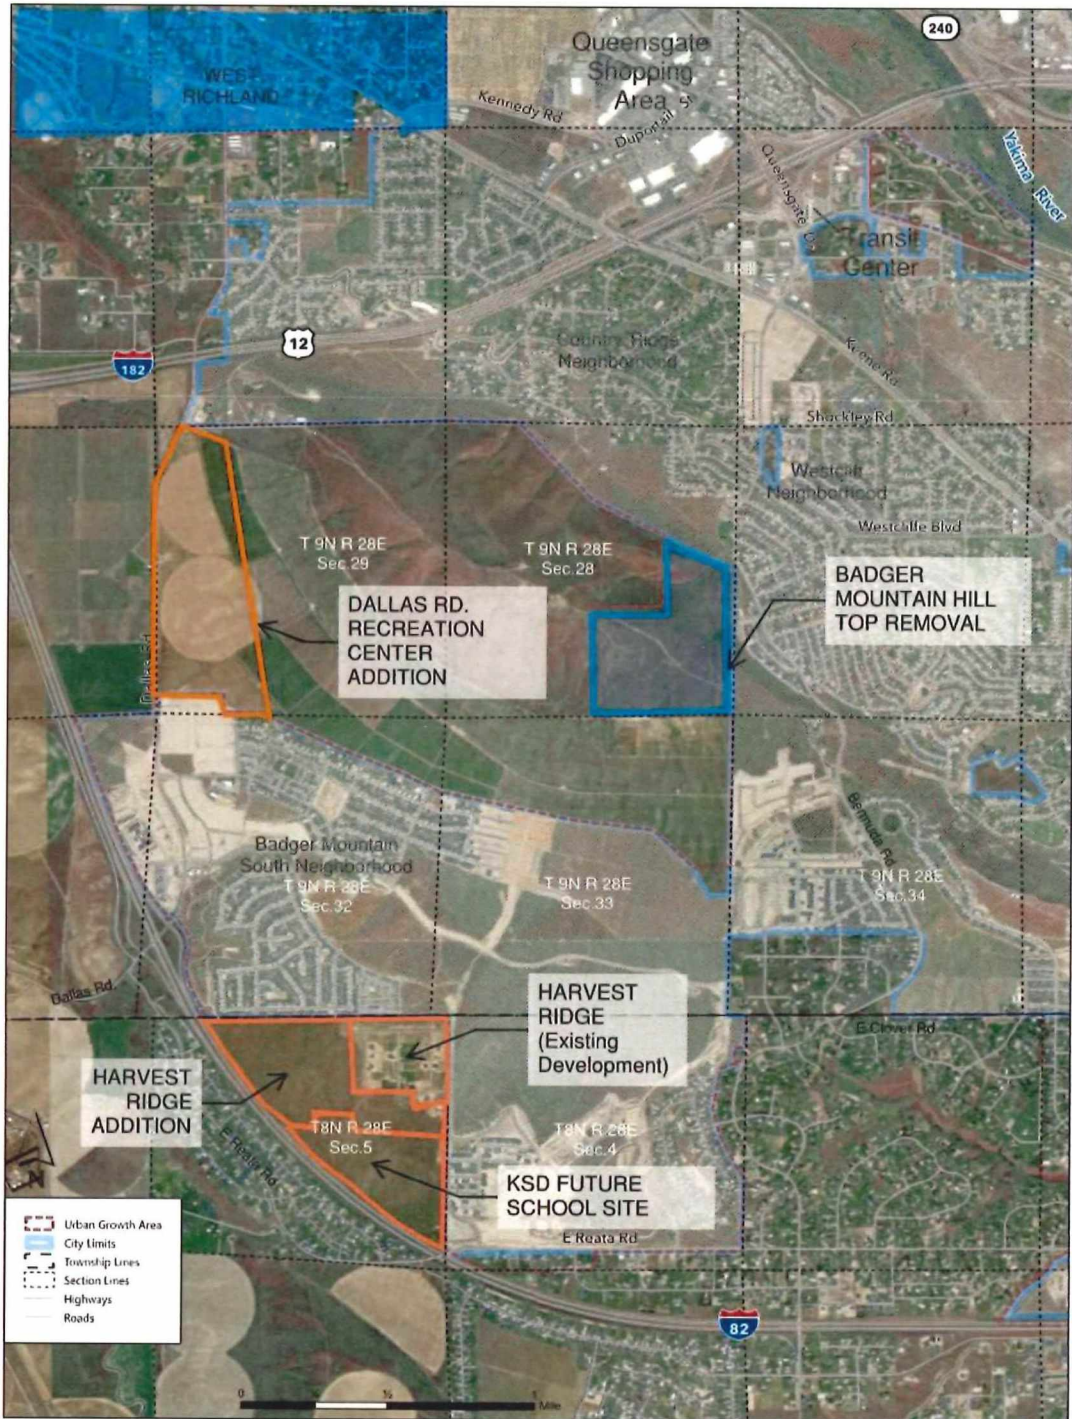 240
Queensgate
Shopping
Area
WEST
RICHLAND
Kennedy Rd
Duportail St
Yakima River
Queensgate Dr
Transit
Center
12
182
Country Ridge
Neighborhood
Keene Rd
Shockley Rd
Westcliffe
Neighborhood
Westcliffe Blvd
T 9N R 28E
Sec.29
T 9N R 28E
Sec.28
BADGER
MOUNTAIN HILL
TOP REMOVAL
DALLAS RD.
RECREATION
CENTER
ADDITION
Dallas Rd
Badger Mountain
South Neighborhood
T 9N R 28E
Sec.32
T 9N R 28E
Sec.33
Bermuda Rd
T 9N R 28E
Sec.34
Dallas Rd.
HARVEST
RIDGE
(Existing
Development)
E Clover Rd
HARVEST
RIDGE
ADDITION
T8N R 28E
Sec.5
T8N R 28E
Sec.4
E Reata Rd
KSD FUTURE
SCHOOL SITE
E Reata Rd
N
Urban Growth Area
City Limits
Township Lines
Section Lines
Highways
Roads
82
0 ½ 1
Mile